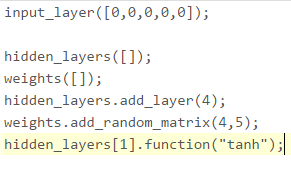 input_layer([0,0,0,0,0]);
hidden_layers([]);
weights([]);
hidden_layers.add_layer(4);
weights.add_random_matrix(4,5);
hidden_layers[1].function("tanh");